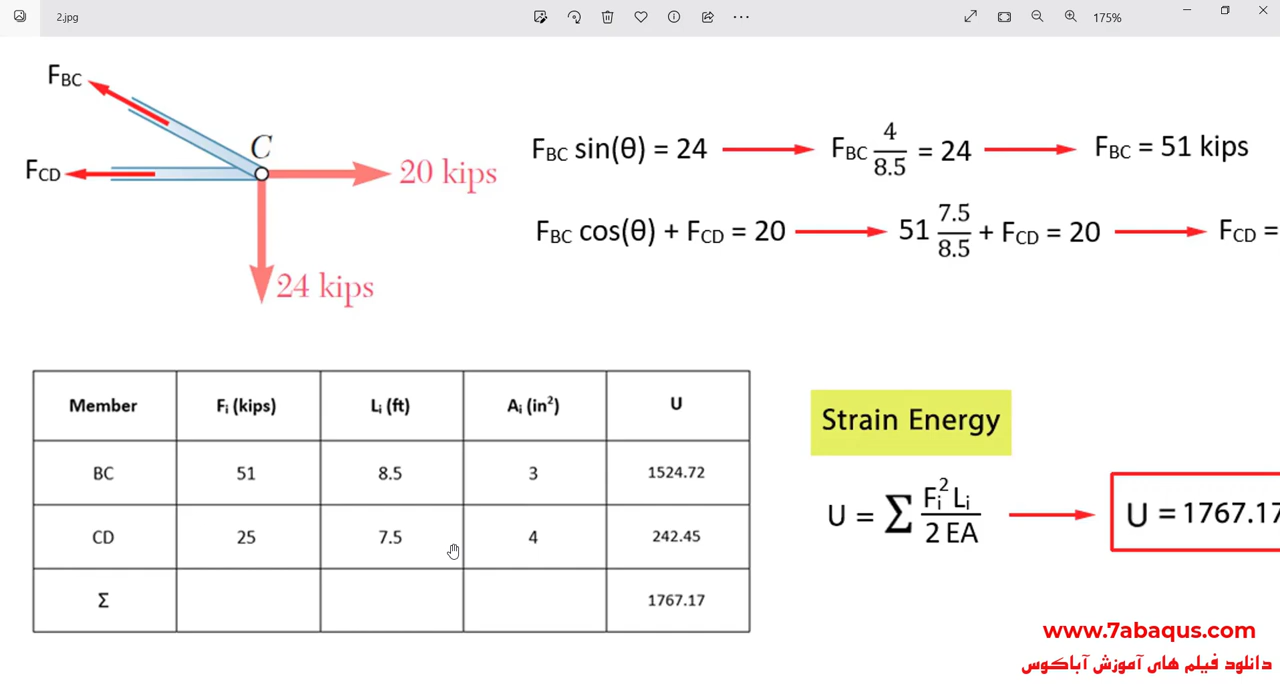 2.jpg
175%
F_BC
C
F_CD
20 kips
24 kips
F_BC sin(θ) = 24
F_BC 4/8.5 = 24
F_BC = 51 kips
F_BC cos(θ) + F_CD = 20
51 7.5/8.5 + F_CD = 20
F_CD =
Member F_i (kips) L_i (ft) A_i (in²) U
BC 51 8.5 3 1524.72
CD 25 7.5 4 242.45
Σ 1767.17
Strain Energy
U = Σ F_i² L_i / 2 EA
U = 1767.17
www.7abaqus.com
دانلود فیلم های آموزش آباکوس